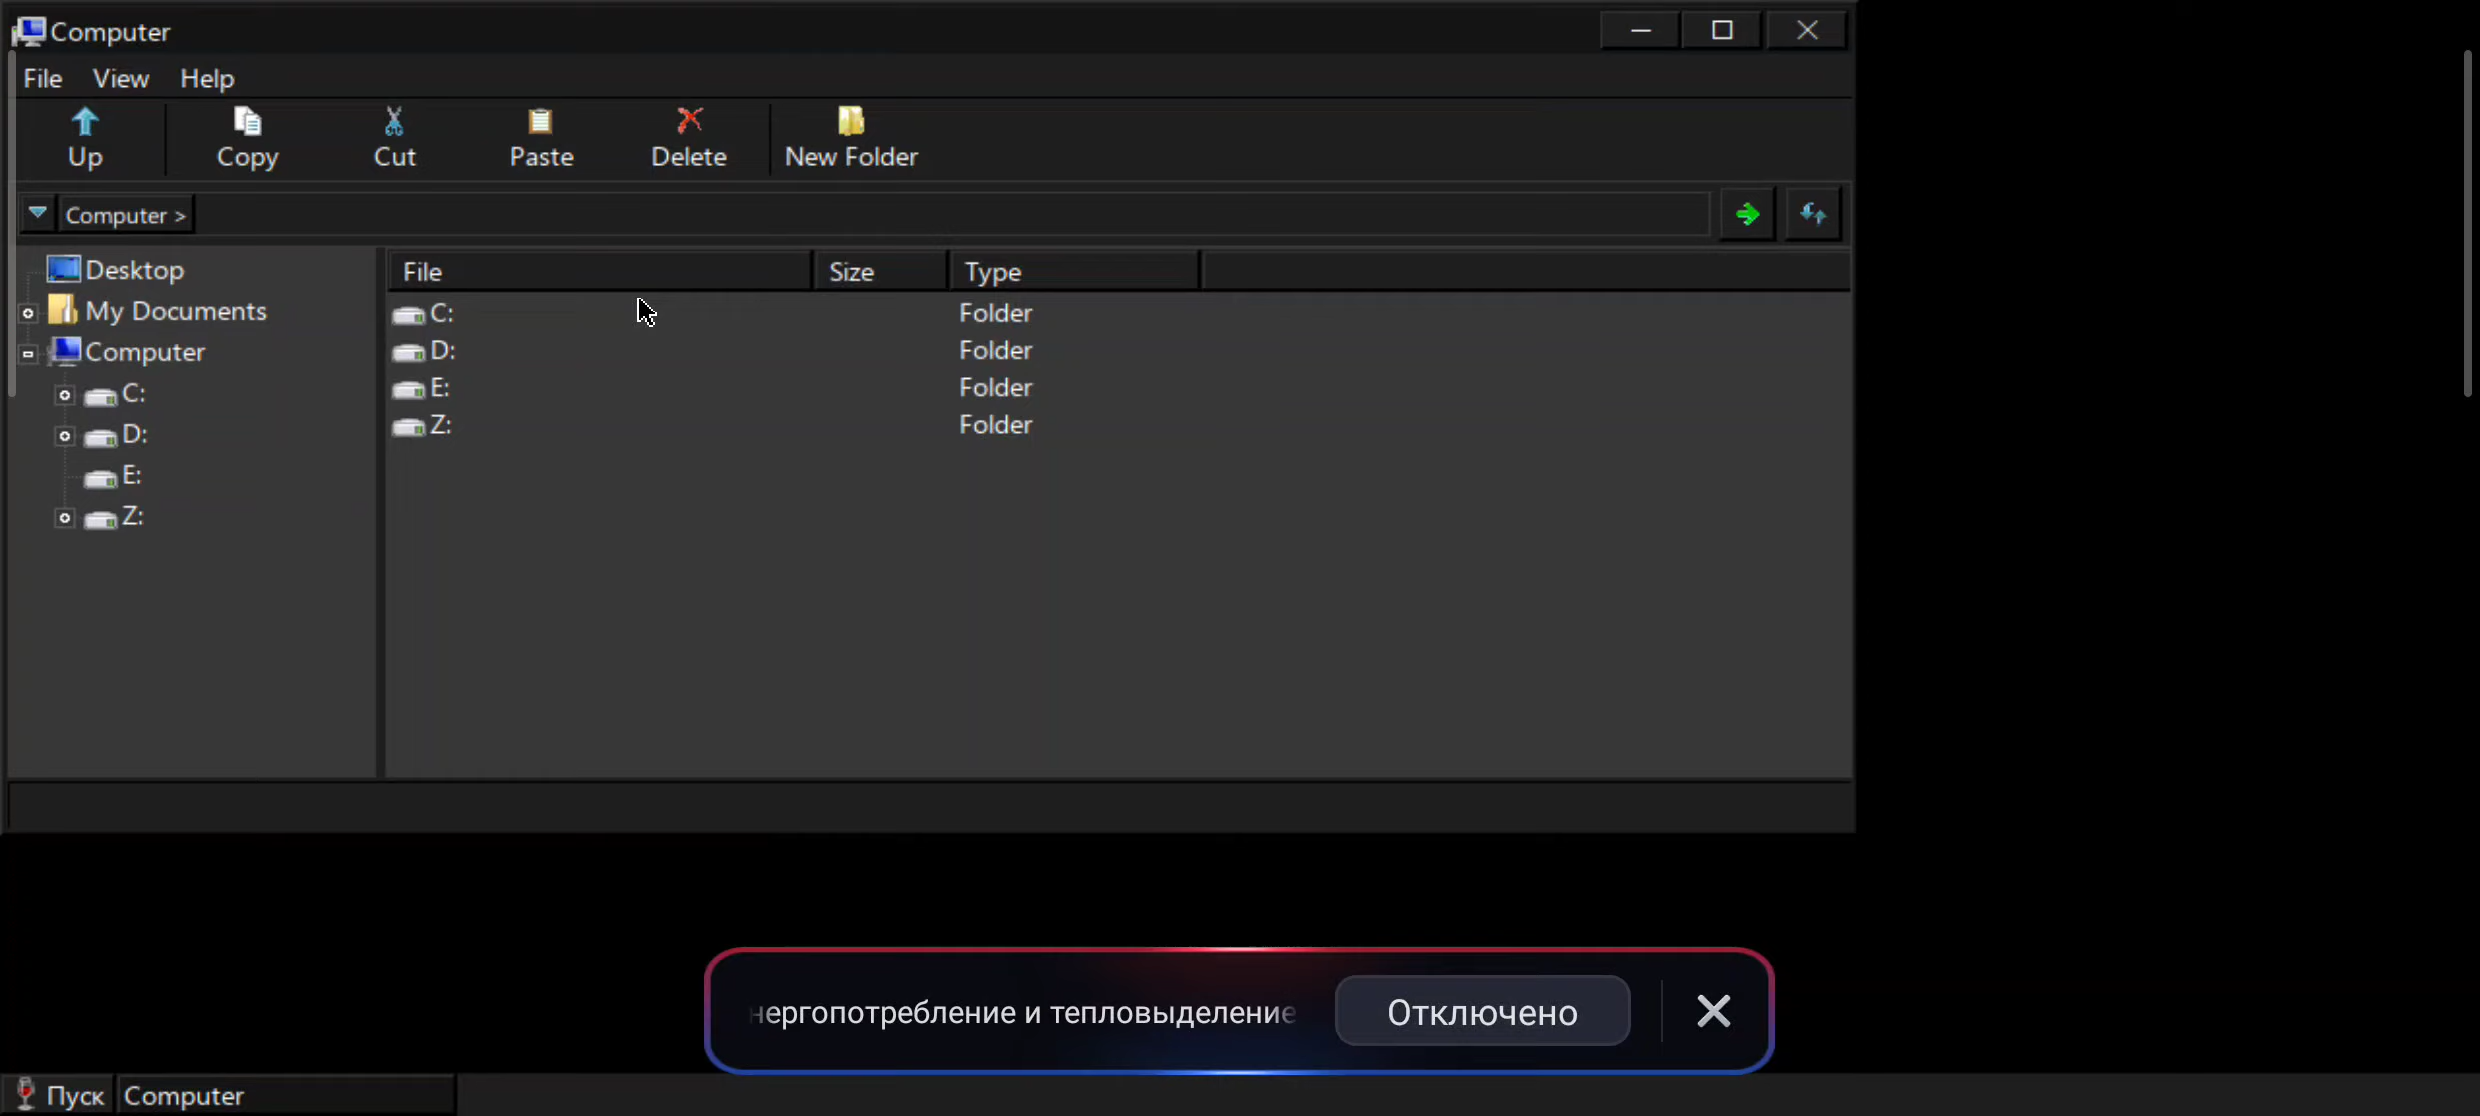 Computer
File View Help
Up Copy Cut Paste Delete New Folder
Computer >
Desktop
My Documents
Computer
C:
D:
E:
Z:
File Size Type
C: Folder
D: Folder
E: Folder
Z: Folder
нергопотребление и тепловыделение Отключено
Пуск Computer